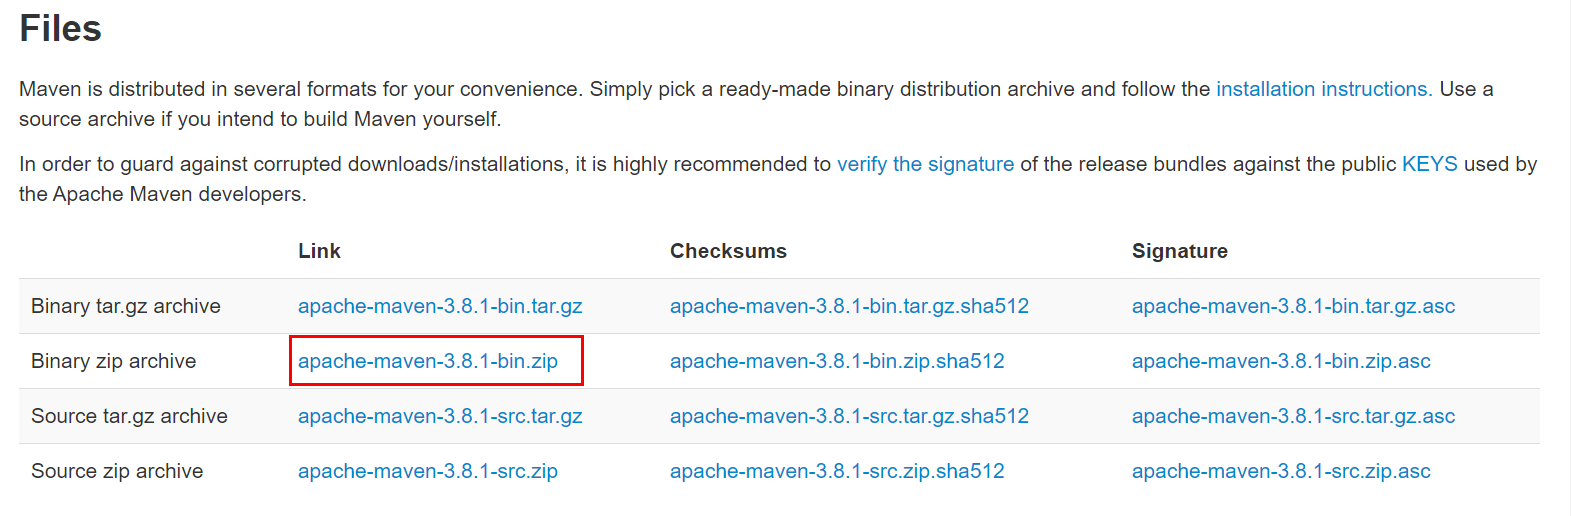 Files
Maven is distributed in several formats for your convenience. Simply pick a ready-made binary distribution archive and follow the installation instructions. Use a
source archive if you intend to build Maven yourself.
In order to guard against corrupted downloads/installations, it is highly recommended to verify the signature of the release bundles against the public KEYS used by
the Apache Maven developers.
Link Checksums Signature
Binary tar.gz archive apache-maven-3.8.1-bin.tar.gz apache-maven-3.8.1-bin.tar.gz.sha512 apache-maven-3.8.1-bin.tar.gz.asc
Binary zip archive apache-maven-3.8.1-bin.zip apache-maven-3.8.1-bin.zip.sha512 apache-maven-3.8.1-bin.zip.asc
Source tar.gz archive apache-maven-3.8.1-src.tar.gz apache-maven-3.8.1-src.tar.gz.sha512 apache-maven-3.8.1-src.tar.gz.asc
Source zip archive apache-maven-3.8.1-src.zip apache-maven-3.8.1-src.zip.sha512 apache-maven-3.8.1-src.zip.asc